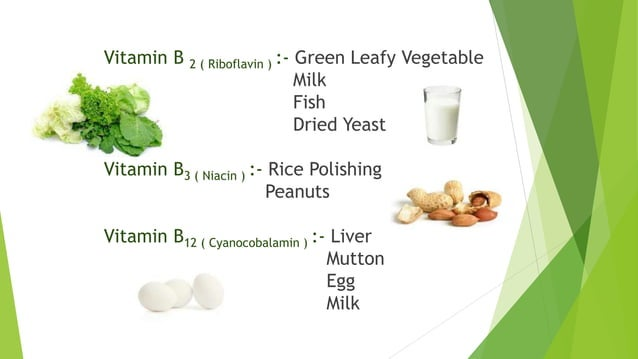 Vitamin B 2 ( Riboflavin ) :- Green Leafy Vegetable
Milk
Fish
Dried Yeast
Vitamin B3 ( Niacin ) :- Rice Polishing
Peanuts
Vitamin B12 ( Cyanocobalamin ) :- Liver
Mutton
Egg
Milk